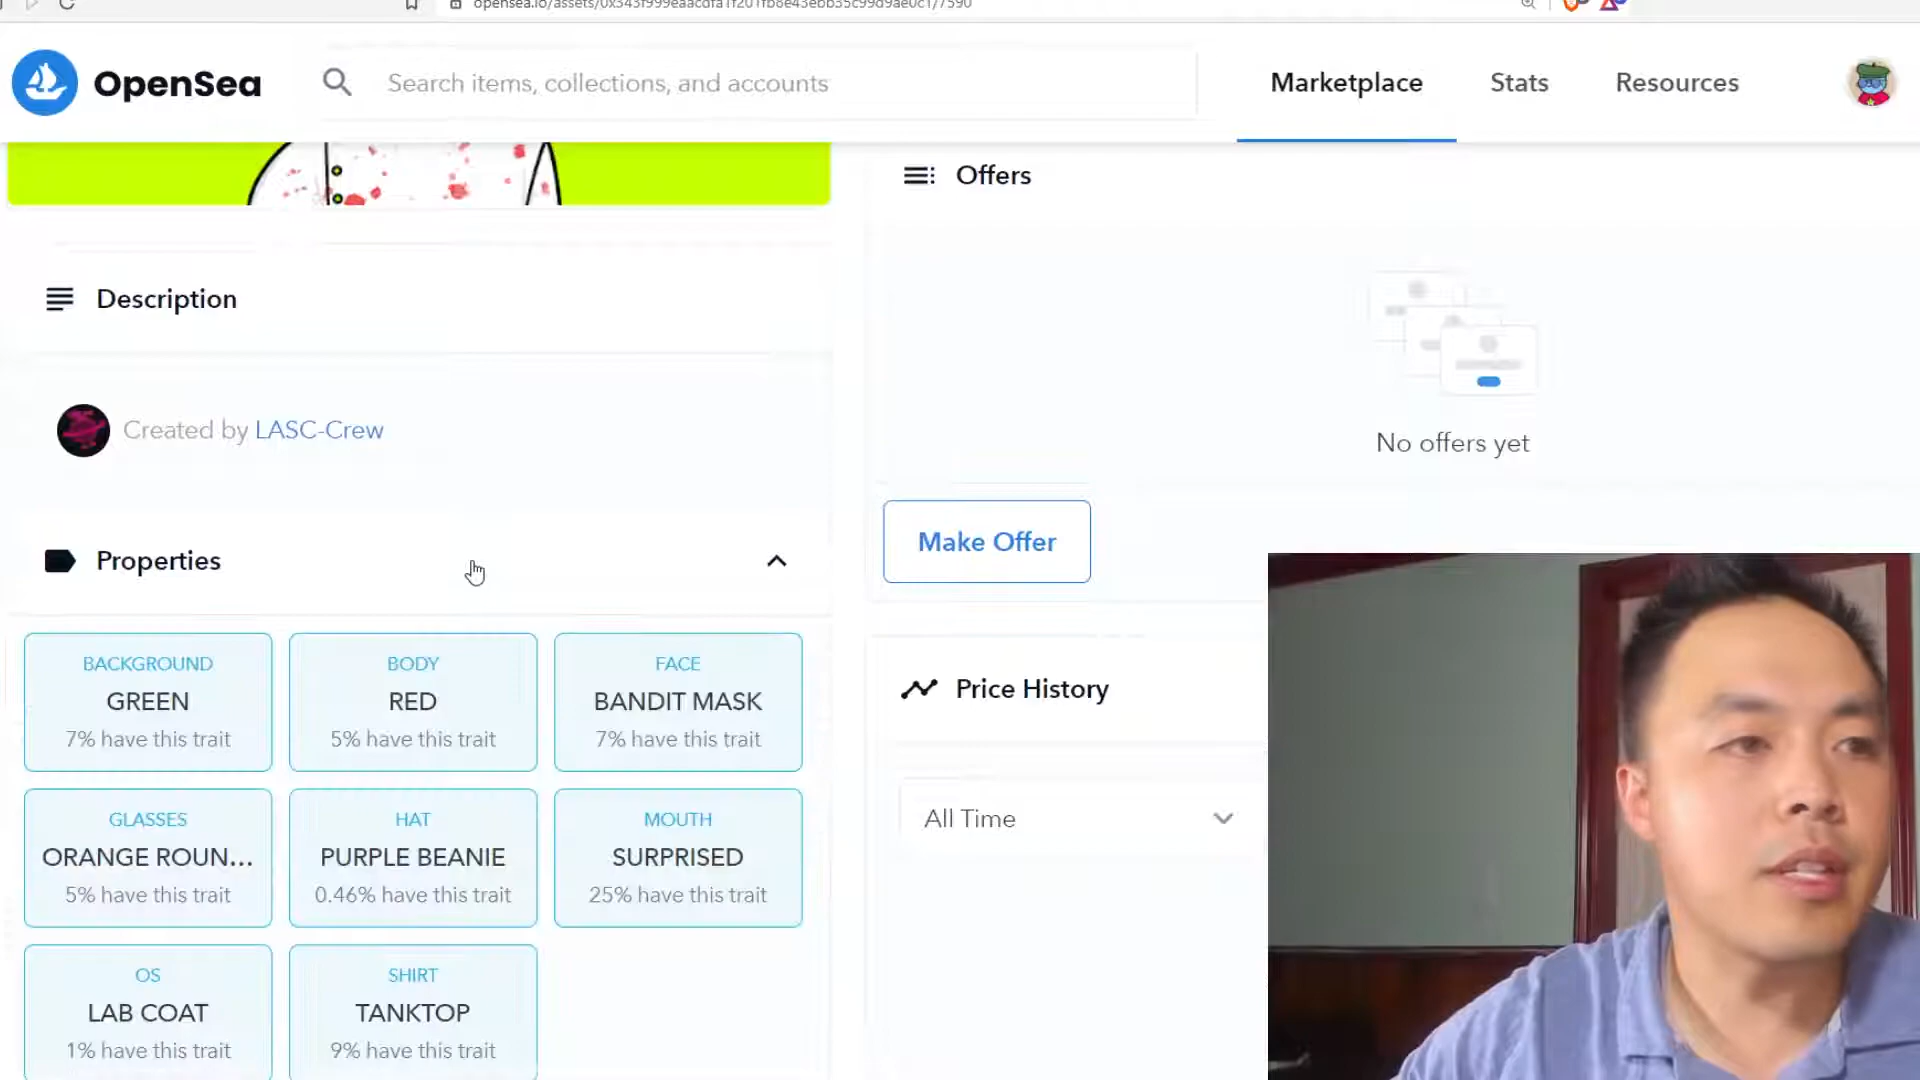 OpenSea
Search items, collections, and accounts
Marketplace
Stats
Resources
Offers
Description
No offers yet
Created by LASC-Crew
Make Offer
Properties
BACKGROUND
GREEN
7% have this trait
BODY
RED
5% have this trait
FACE
BANDIT MASK
7% have this trait
Price History
GLASSES
ORANGE ROUN...
5% have this trait
HAT
PURPLE BEANIE
0.46% have this trait
MOUTH
SURPRISED
25% have this trait
All Time
OS
LAB COAT
1% have this trait
SHIRT
TANKTOP
9% have this trait